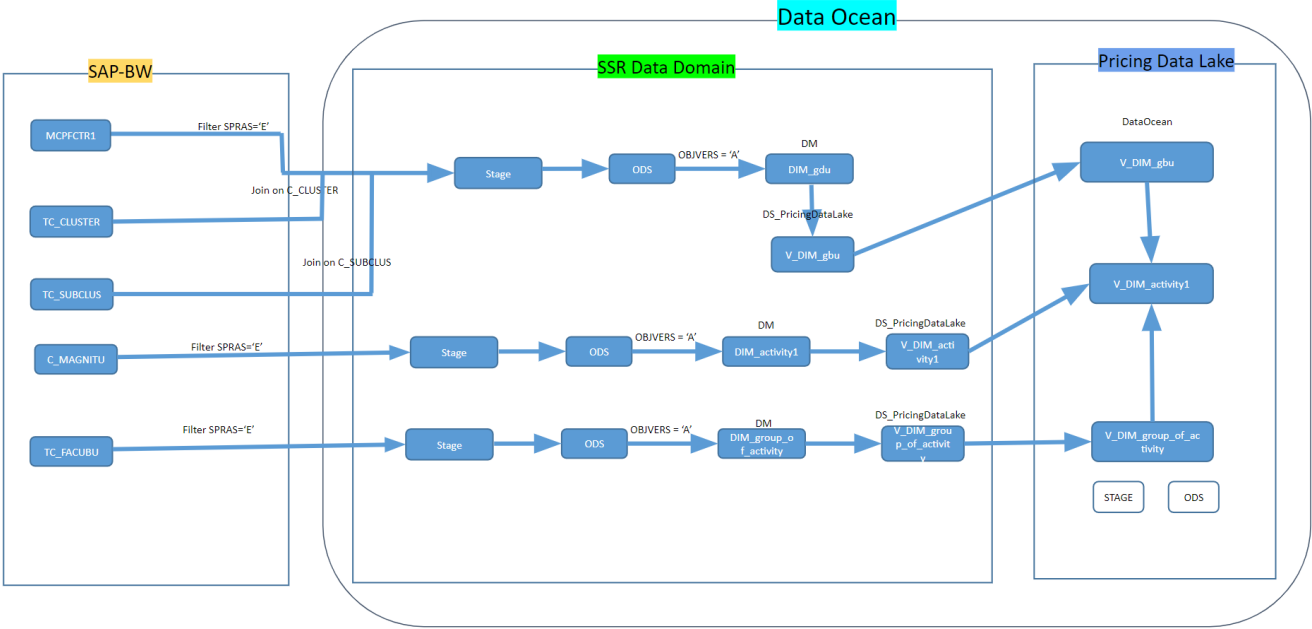 Data Ocean
SAP-BW
SSR Data Domain
Pricing Data Lake
MCPFCTR1
Filter SPRAS='E'
Join on C_CLUSTER
TC_CLUSTER
Join on C_SUBCLUS
TC_SUBCLUS
Stage
ODS
OBJVERS = 'A'
DM
DIM_gdu
DS_PricingDataLake
V_DIM_gbu
DataOcean
V_DIM_gbu
V_DIM_activity1
C_MAGNITU
Filter SPRAS='E'
Stage
ODS
OBJVERS = 'A'
DM
DIM_activity1
DS_PricingDataLake
V_DIM_acti
vity1
TC_FACUBU
Filter SPRAS='E'
Stage
ODS
OBJVERS = 'A'
DM
DIM_group_o
f_activity
DS_PricingDataLake
V_DIM_grou
p_of_activit
y
V_DIM_group_of_ac
tivity
STAGE
ODS